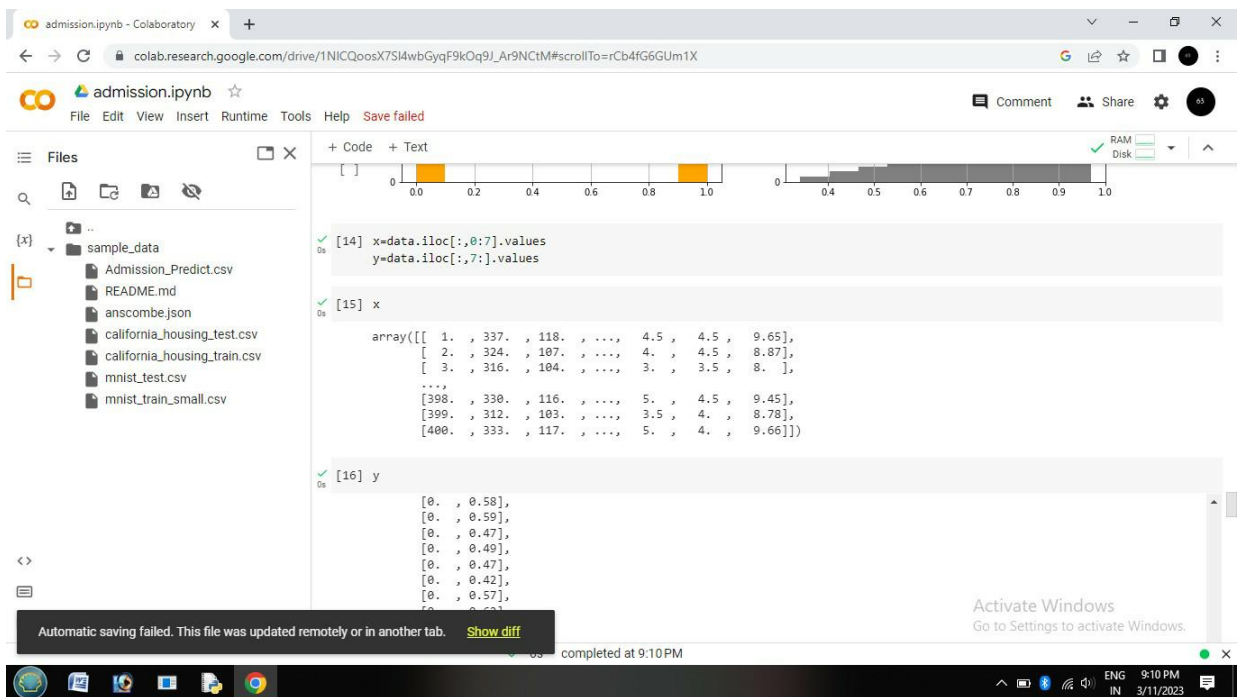 admission.ipynb - Colaboratory
colab.research.google.com/drive/1NICQoosX7Sl4wbGyqF9kOq9J_Ar9NCtM#scrollTo=rCb4fG6GUm1X
G
CO admission.ipynb
Comment Share 65
File Edit View Insert Runtime Tools Help Save failed
Files
+ Code + Text
RAM
Disk
[ ]
0
0.0 0.2 0.4 0.6 0.8 1.0
0
0.4 0.5 0.6 0.7 0.8 0.9 1.0
{x}
..
sample_data
Admission_Predict.csv
README.md
anscombe.json
california_housing_test.csv
california_housing_train.csv
mnist_test.csv
mnist_train_small.csv
0s [14] x=data.iloc[:,0:7].values
y=data.iloc[:,7:].values
0s [15] x
array([[ 1. , 337. , 118. , ..., 4.5 , 4.5 , 9.65],
[ 2. , 324. , 107. , ..., 4. , 4.5 , 8.87],
[ 3. , 316. , 104. , ..., 3. , 3.5 , 8. ],
...,
[398. , 330. , 116. , ..., 5. , 4.5 , 9.45],
[399. , 312. , 103. , ..., 3.5 , 4. , 8.78],
[400. , 333. , 117. , ..., 5. , 4. , 9.66]])
0s [16] y
[0. , 0.58],
[0. , 0.59],
[0. , 0.47],
[0. , 0.49],
[0. , 0.47],
[0. , 0.42],
[0. , 0.57],
<>
Activate Windows
Go to Settings to activate Windows.
Automatic saving failed. This file was updated remotely or in another tab. Show diff
0s completed at 9:10 PM
ENG
IN
9:10 PM
3/11/2023